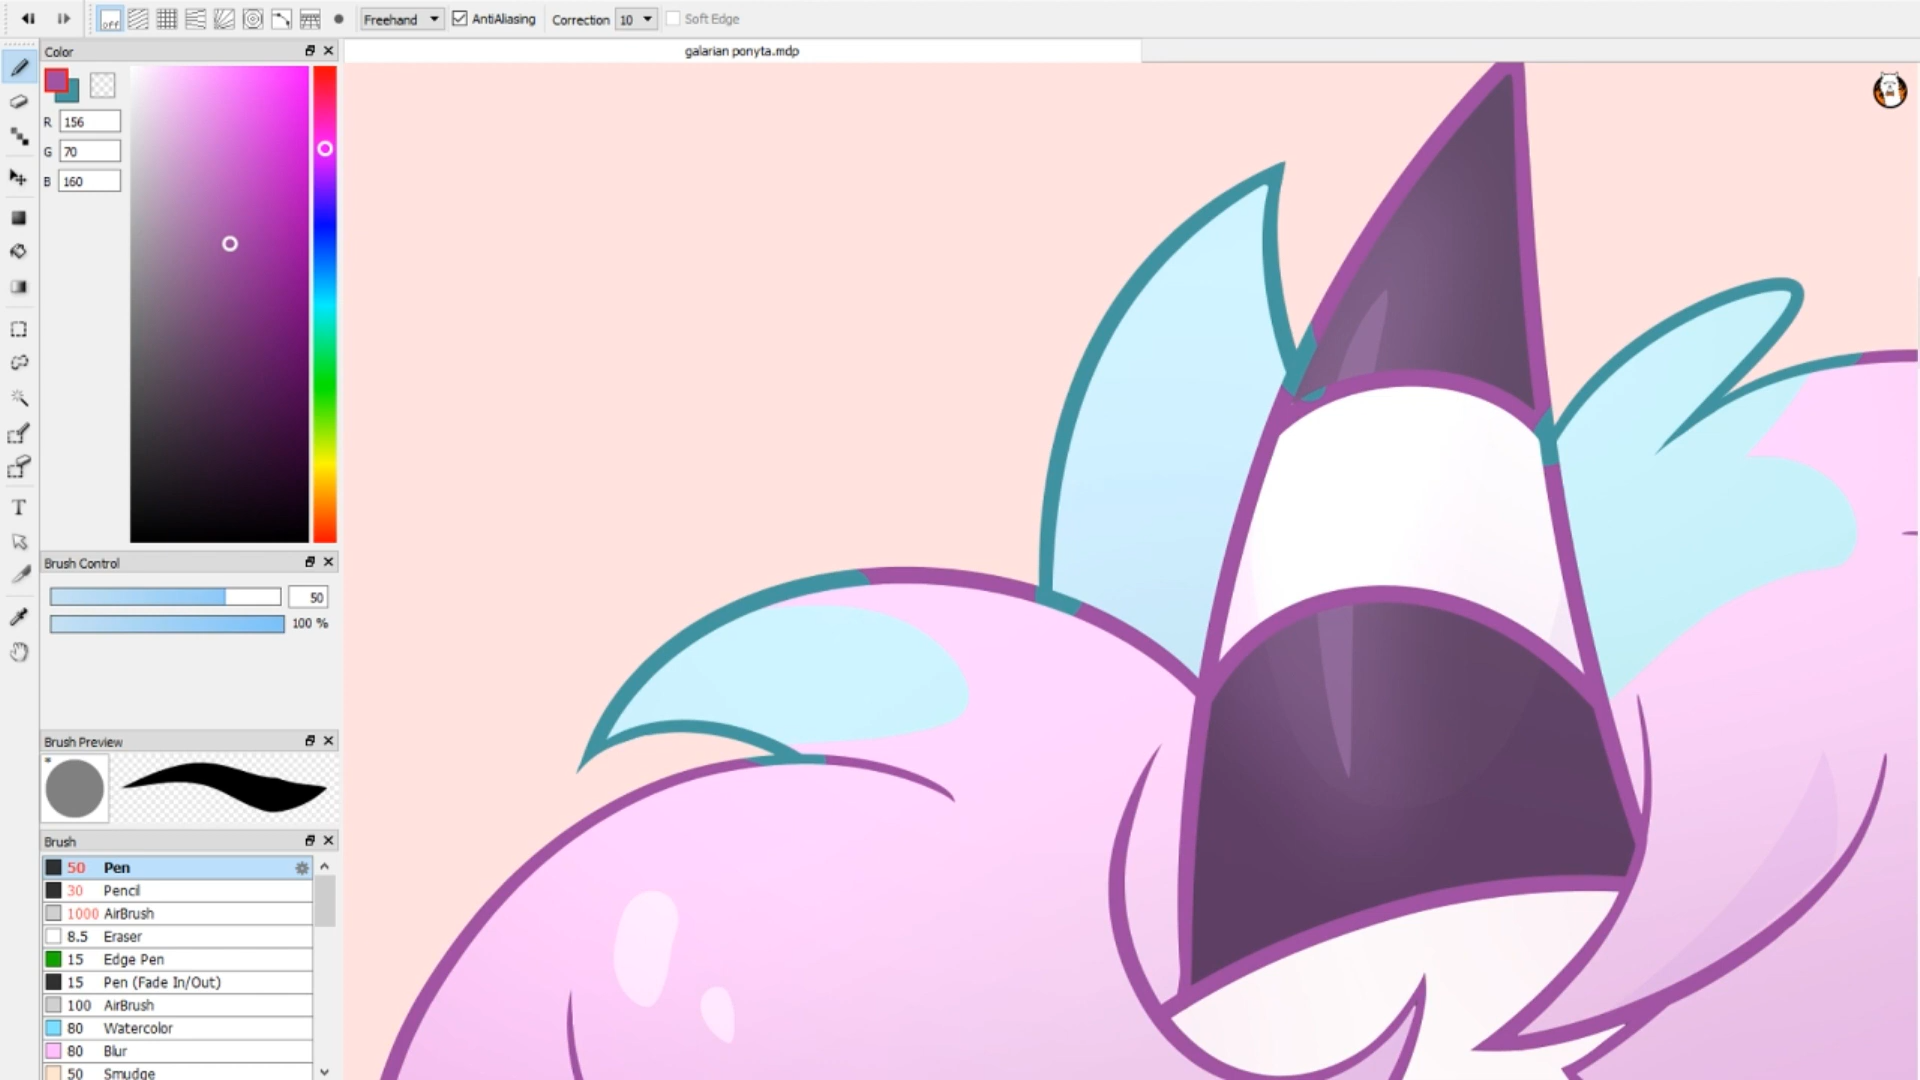 off
Freehand
AntiAliasing
Correction
10
Soft Edge
Color
galarian ponyta.mdp
R 156
G 70
B 160
Brush Control
50
100 %
Brush Preview
Brush
50 Pen
30 Pencil
1000 AirBrush
8.5 Eraser
15 Edge Pen
15 Pen (Fade In/Out)
100 AirBrush
80 Watercolor
80 Blur
50 Smudge
T